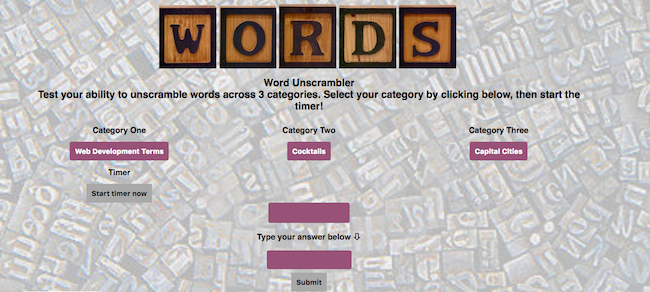 WORDS
Word Unscrambler
Test your ability to unscramble words across 3 categories. Select your category by clicking below, then start the
timer!
Category One
Category Two
Category Three
Web Development Terms
Cocktails
Capital Cities
Timer
Start timer now
Type your answer below ⇩
Submit